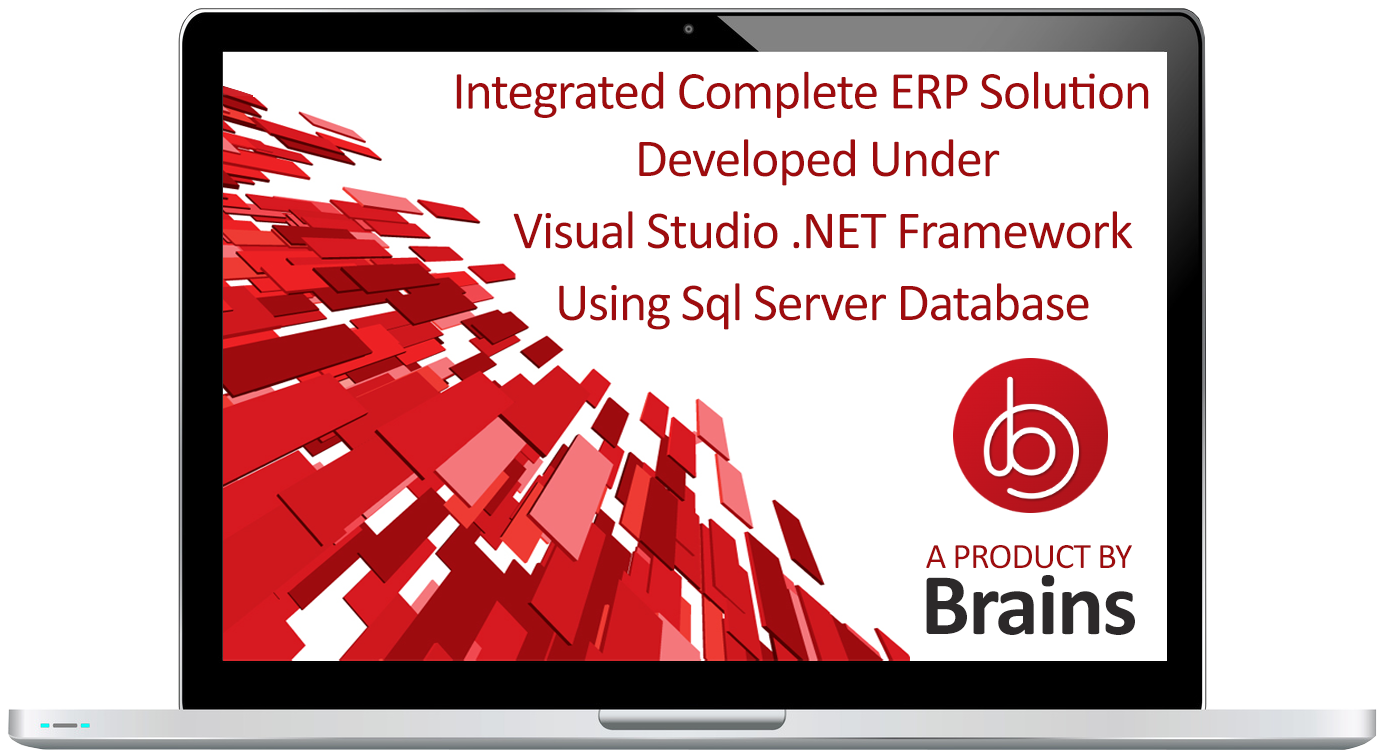 Integrated Complete ERP Solution
Developed Under
Visual Studio .NET Framework
Using Sql Server Database
A PRODUCT BY
Brains